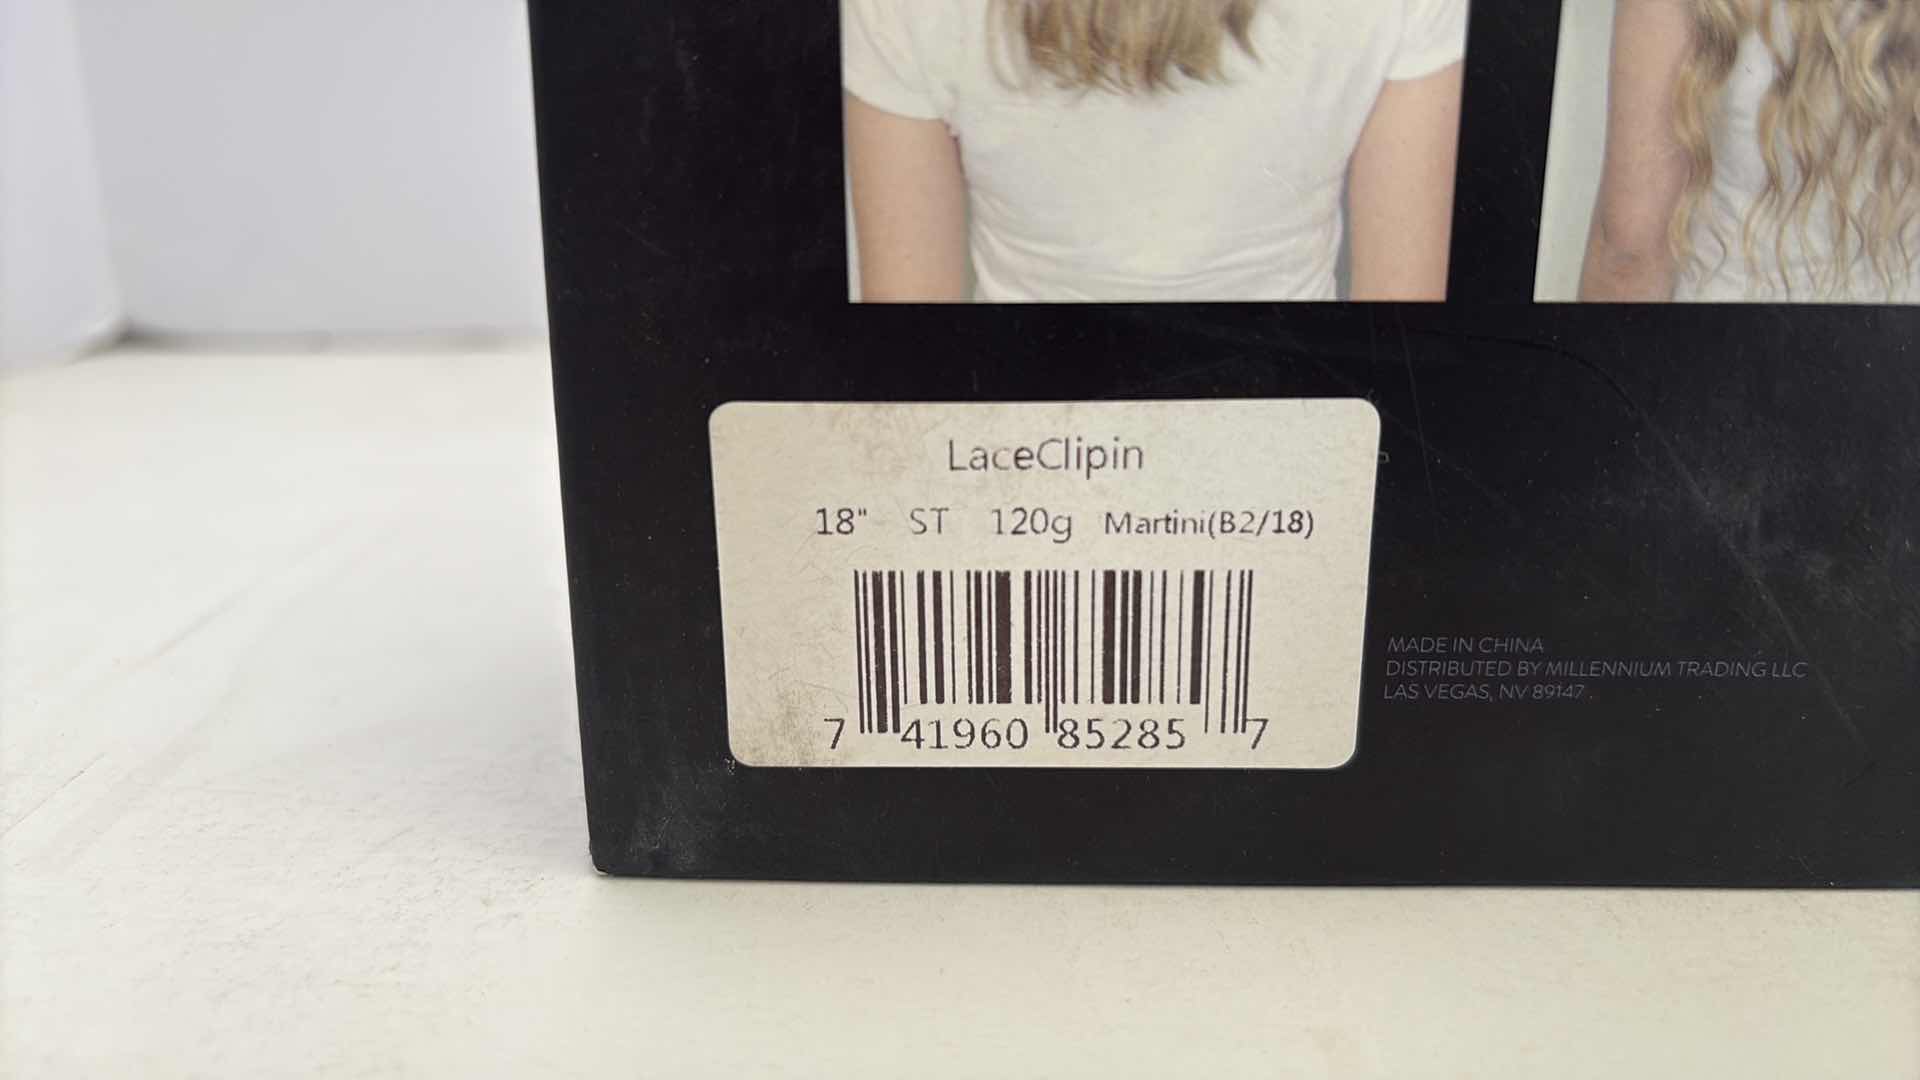 LaceClipin
18" ST 120g Martini(B2/18)
7 41960 85285 7
MADE IN CHINA
DISTRIBUTED BY MILLENNIUM TRADING LLC
LAS VEGAS, NV 89147